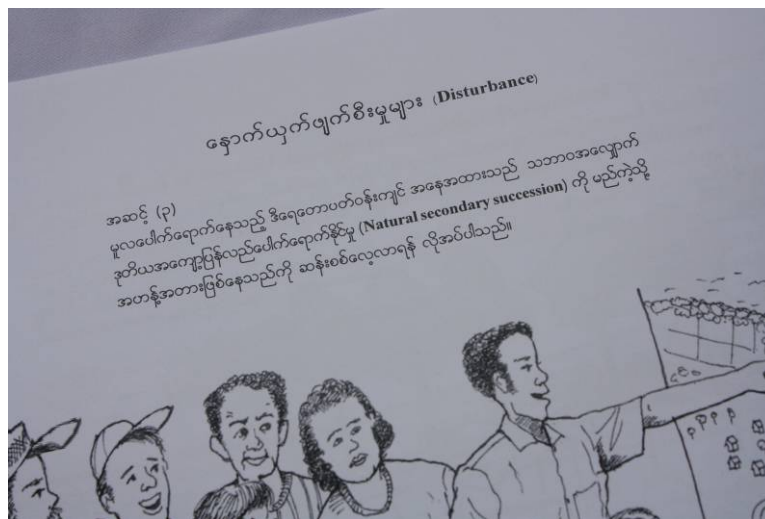 နှောက်ယှက်ဖျက်စီးမှုများ (Disturbance)
အဆင့် (၃)
မူလပေါက်ရောက်နေသည့် ဒီရေတောပတ်ဝန်းကျင် အနေအထားသည် သဘာဝအလျှောက်
ဒုတိယအကျော့ပြန်လည်ပေါက်ရောက်နိုင်မှု (Natural secondary succession) ကို မည်ကဲ့သို့
အဟန့်အတားဖြစ်နေသည်ကို ဆန်းစစ်လေ့လာရန် လိုအပ်ပါသည်။